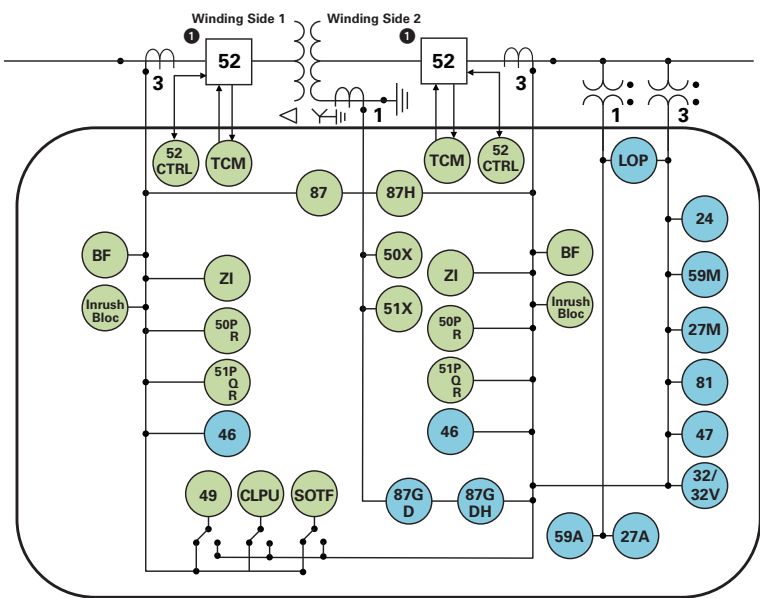 Winding Side 1 Winding Side 2
1 52 1 52
3 3
1
1 3
52
CTRL
TCM
TCM
52
CTRL
LOP
87 87H
24
BF
50X
BF
ZI
ZI
59M
Inrush
Bloc
51X
Inrush
Bloc
50P
R
50P
R
27M
51P
Q
R
51P
Q
R
81
46
46
47
49 CLPU SOTF
87G
D
87G
DH
32/
32V
59A 27A